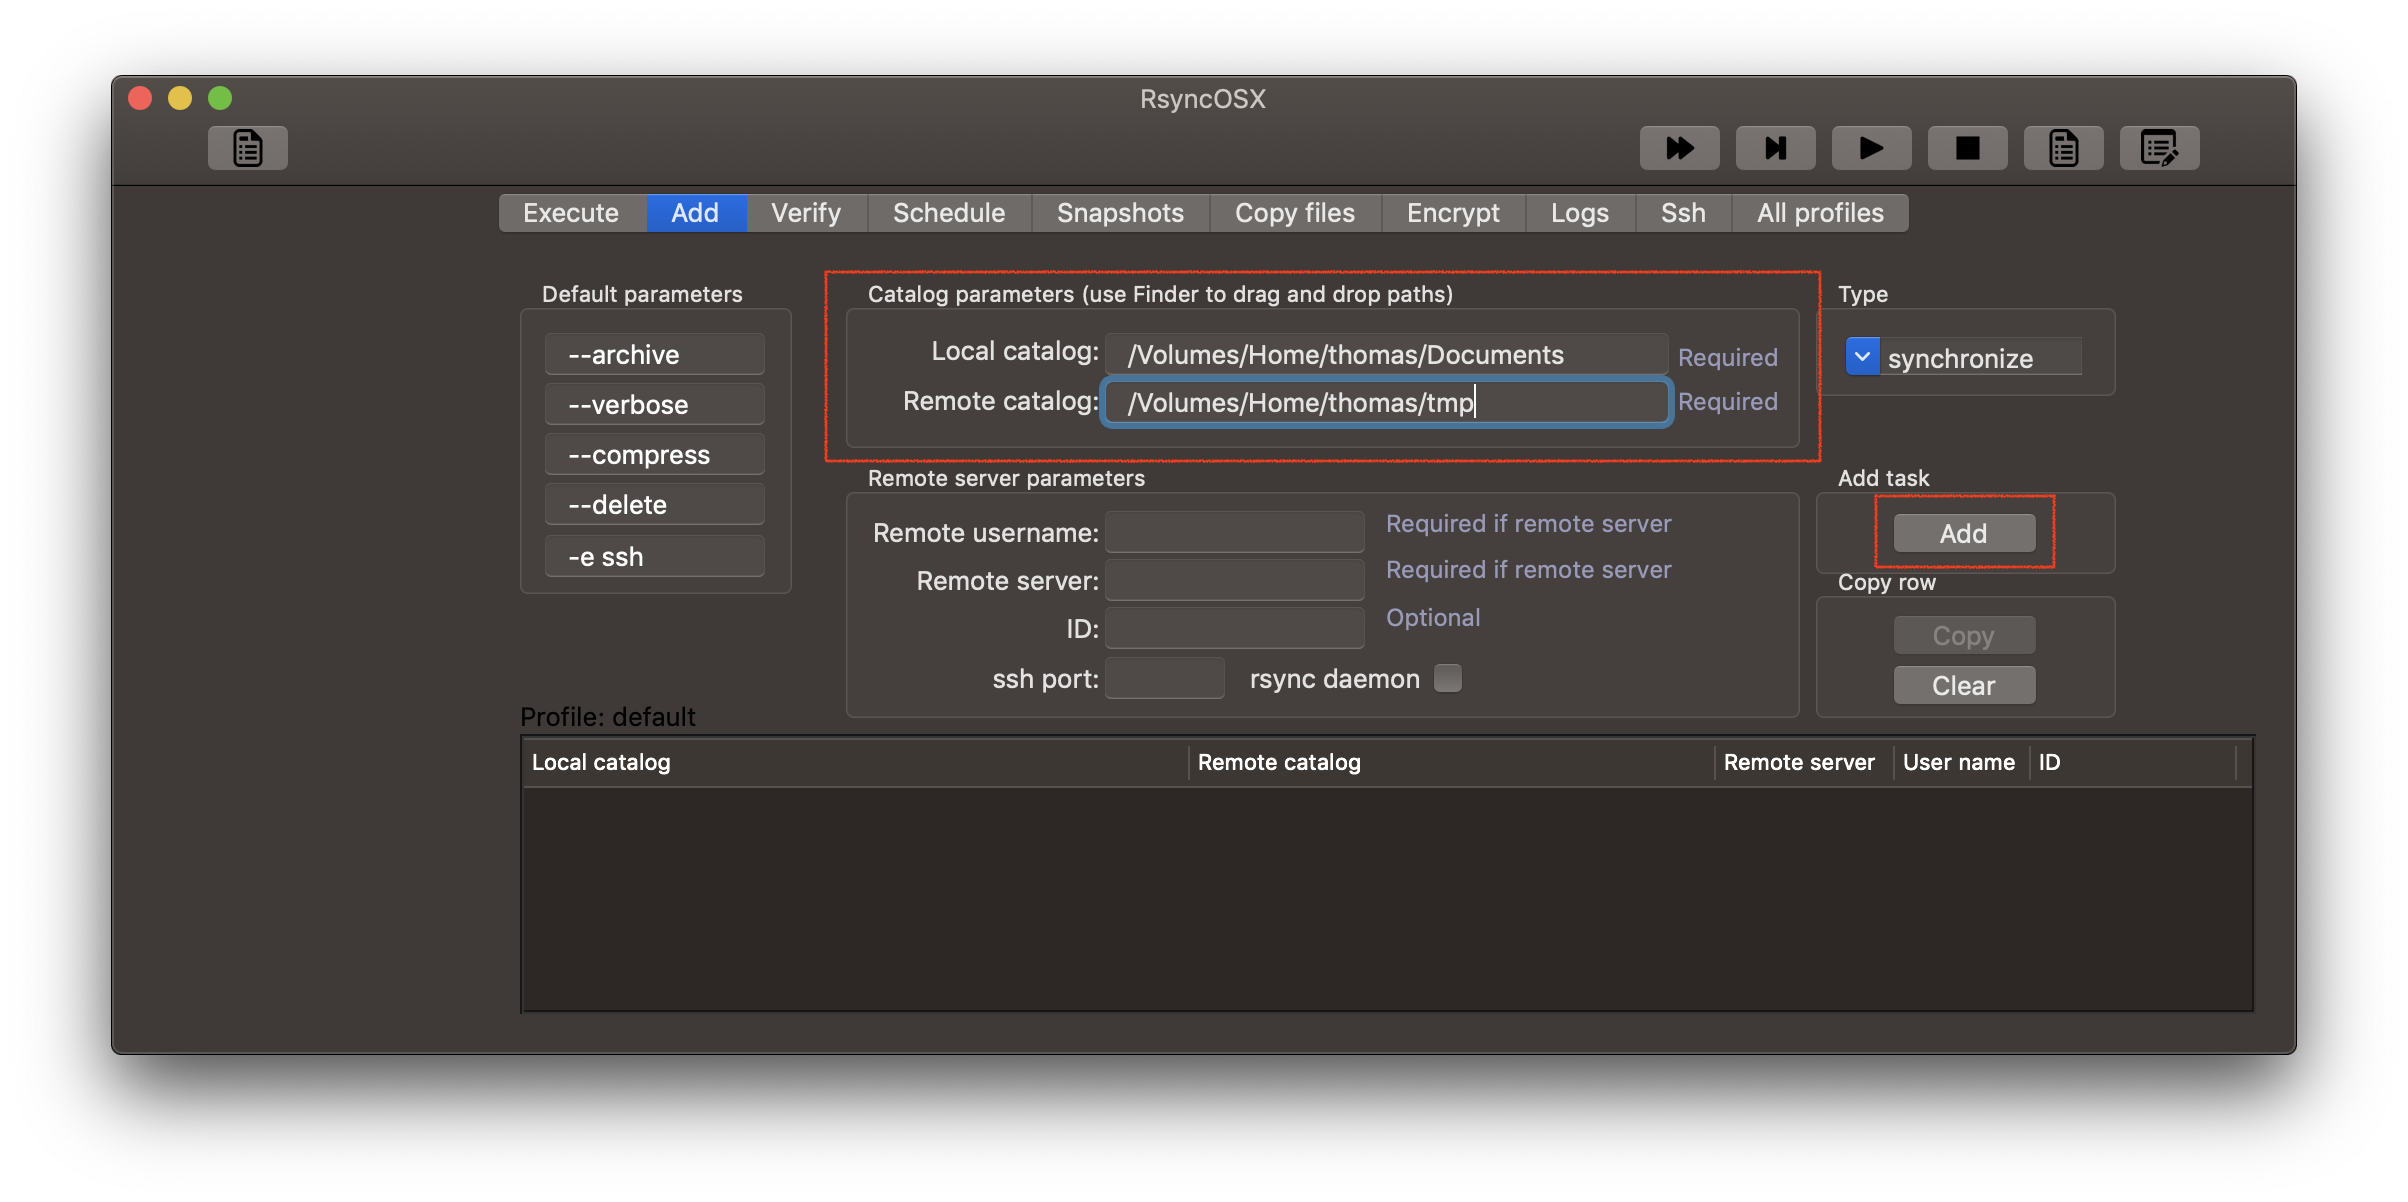 RsyncOSX
Execute Add Verify Schedule Snapshots Copy files Encrypt Logs Ssh All profiles
Default parameters
--archive
--verbose
--compress
--delete
-e ssh
Catalog parameters (use Finder to drag and drop paths)
Local catalog: /Volumes/Home/thomas/Documents Required
Remote catalog: /Volumes/Home/thomas/tmp Required
Type
synchronize
Remote server parameters
Remote username: Required if remote server
Remote server: Required if remote server
ID: Optional
ssh port: rsync daemon
Add task
Add
Copy row
Copy
Clear
Profile: default
Local catalog Remote catalog Remote server User name ID